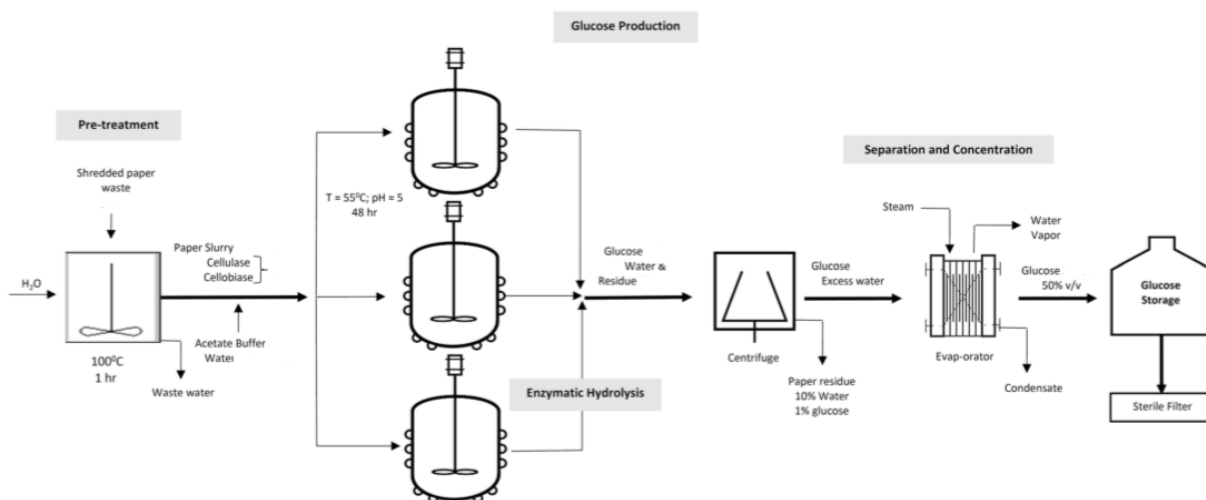 Glucose Production
Pre-treatment
Shredded paper
waste
H₂O
100⁰C
1 hr
Waste water
Paper Slurry
Cellulase
Cellobiase
Acetate Buffer
Water
T = 55⁰C; pH = 5
48 hr
Enzymatic Hydrolysis
Glucose
Water &
Residue
Separation and Concentration
Centrifuge
Paper residue
10% Water
1% glucose
Glucose
Excess water
Steam
Water
Vapor
Evap-orator
Condensate
Glucose
50% v/v
Glucose
Storage
Sterile Filter